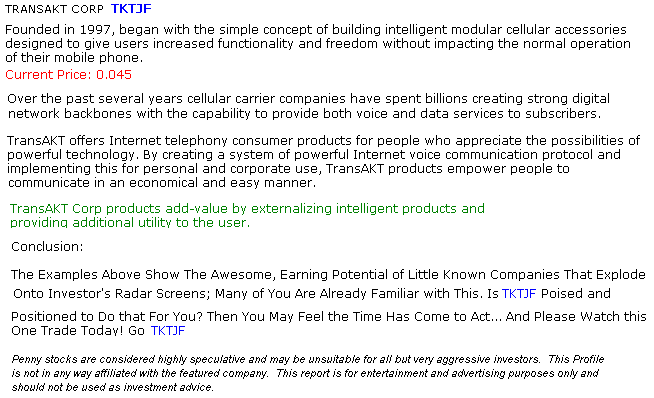 TRANSAKT CORP TKTJF
Founded in 1997, began with the simple concept of building intelligent modular cellular accessories
designed to give users increased functionality and freedom without impacting the normal operation
of their mobile phone.
Current Price: 0.045
Over the past several years cellular carrier companies have spent billions creating strong digital
network backbones with the capability to provide both voice and data services to subscribers.
TransAKT offers Internet telephony consumer products for people who appreciate the possibilities of
powerful technology. By creating a system of powerful Internet voice communication protocol and
implementing this for personal and corporate use, TransAKT products empower people to
communicate in an economical and easy manner.
TransAKT Corp products add-value by externalizing intelligent products and
providing additional utility to the user.
Conclusion:
The Examples Above Show The Awesome, Earning Potential of Little Known Companies That Explode
Onto Investor's Radar Screens; Many of You Are Already Familiar with This. Is TKTJF Poised and
Positioned to Do that For You? Then You May Feel the Time Has Come to Act... And Please Watch this
One Trade Today! Go TKTJF
Penny stocks are considered highly speculative and may be unsuitable for all but very aggressive investors. This Profile
is not in any way affiliated with the featured company. This report is for entertainment and advertising purposes only and
should not be used as investment advice.